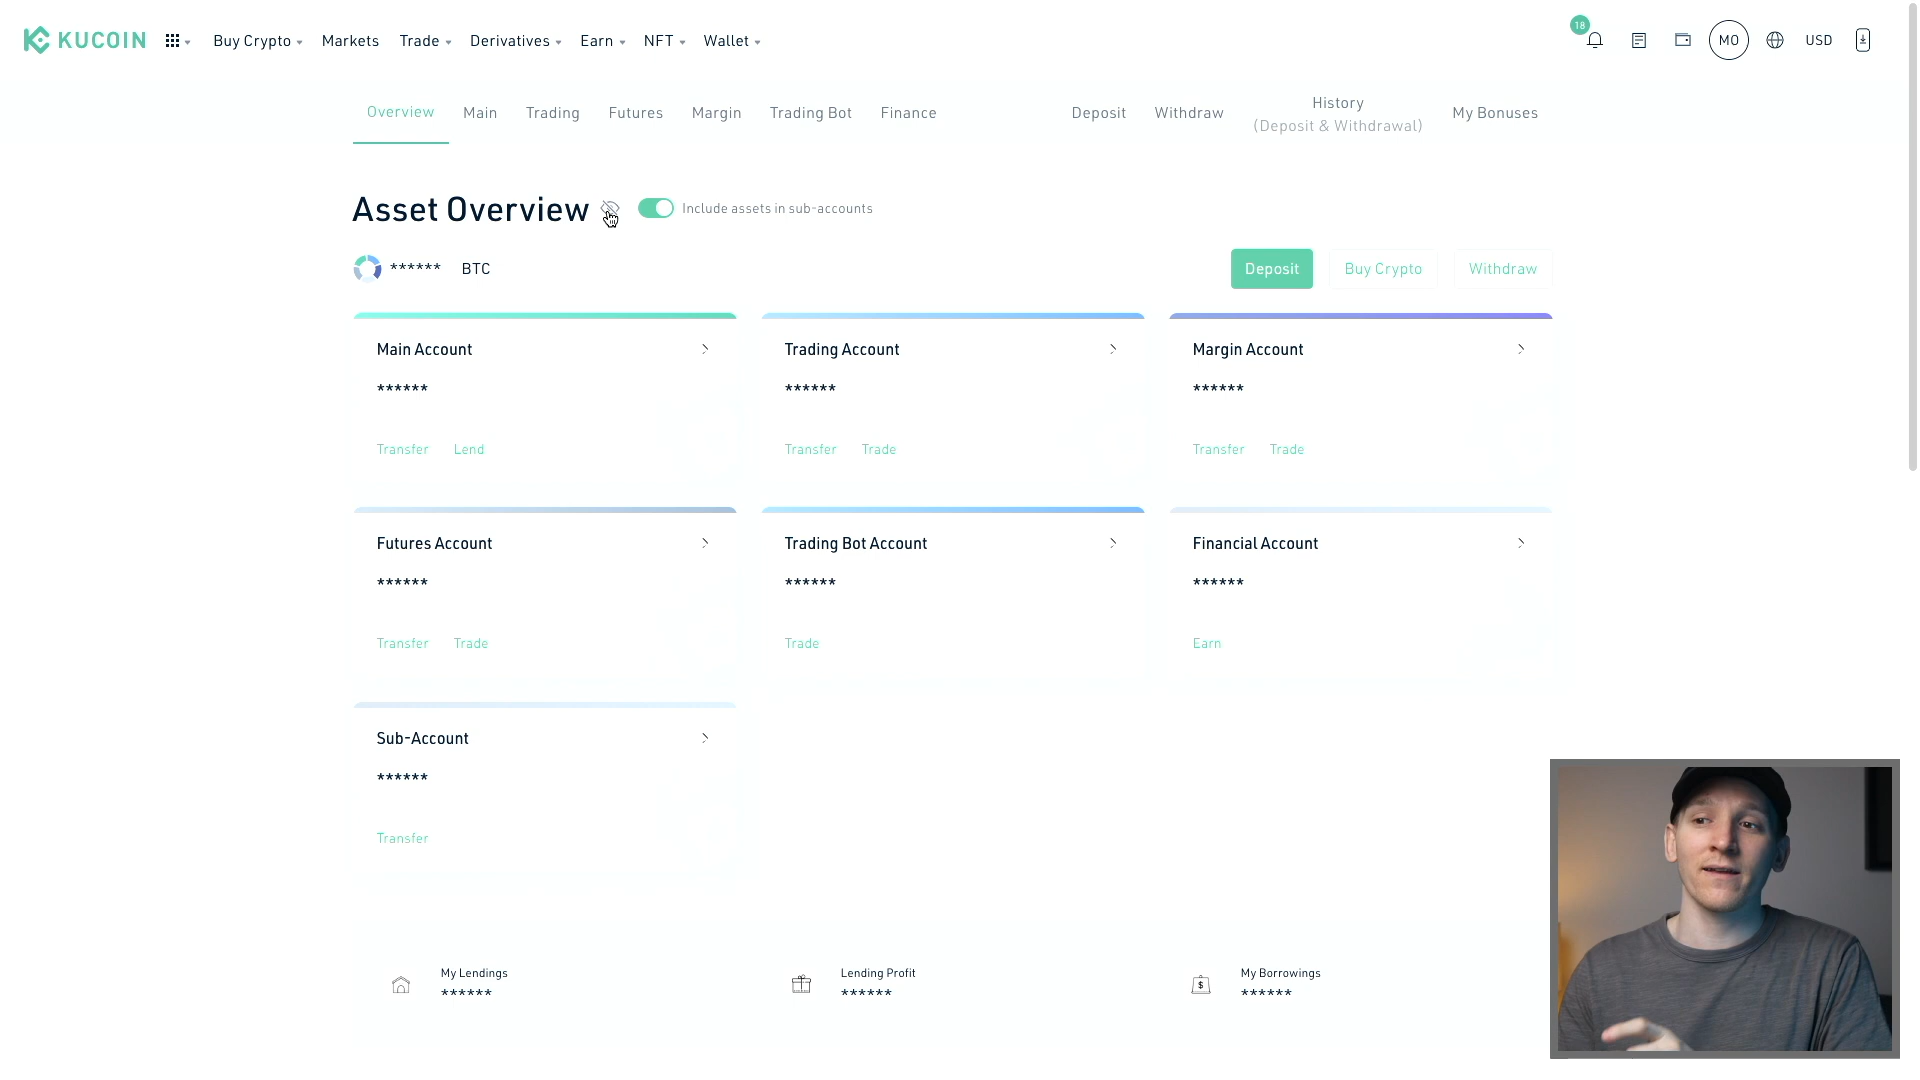 KUCOIN
Buy Crypto Markets Trade Derivatives Earn NFT Wallet
18
MO USD
Overview Main Trading Futures Margin Trading Bot Finance Deposit Withdraw History My Bonuses
(Deposit & Withdrawal)
Asset Overview Include assets in sub-accounts
****** BTC Deposit Buy Crypto Withdraw
Main Account Trading Account Margin Account
****** ****** ******
Transfer Lend Transfer Trade Transfer Trade
Futures Account Trading Bot Account Financial Account
****** ****** ******
Transfer Trade Trade Earn
Sub-Account
******
Transfer
My Lendings Lending Profit My Borrowings
****** ****** ******